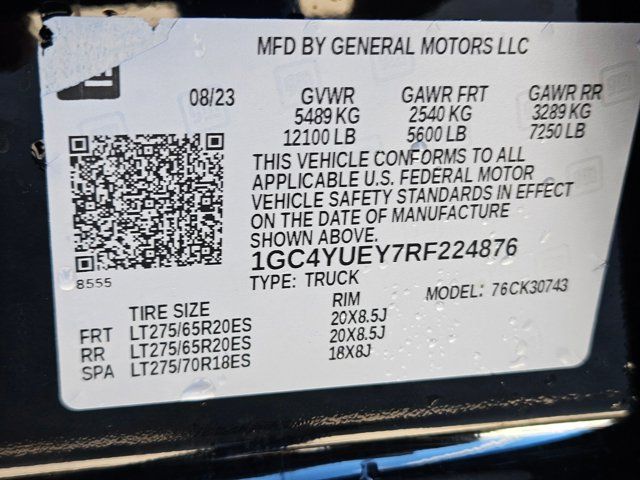 MFD BY GENERAL MOTORS LLC
08/23
GVWR GAWR FRT GAWR RR
5489 KG 2540 KG 3289 KG
12100 LB 5600 LB 7250 LB
THIS VEHICLE CONFORMS TO ALL
APPLICABLE U.S. FEDERAL MOTOR
VEHICLE SAFETY STANDARDS IN EFFECT
ON THE DATE OF MANUFACTURE
SHOWN ABOVE.
1GC4YUEY7RF224876
8555
TYPE: TRUCK MODEL: 76CK30743
TIRE SIZE RIM
FRT LT275/65R20ES 20X8.5J
RR LT275/65R20ES 20X8.5J
SPA LT275/70R18ES 18X8J